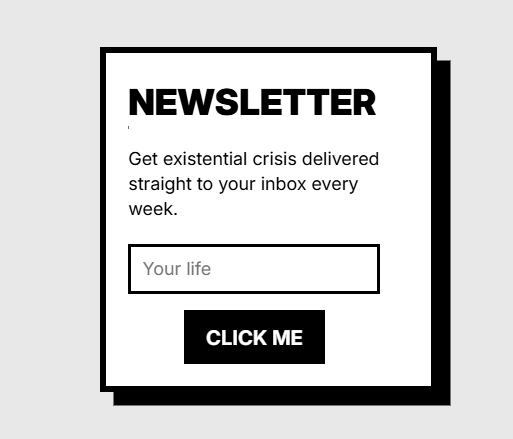 NEWSLETTER
Get existential crisis delivered
straight to your inbox every
week.
Your life
CLICK ME